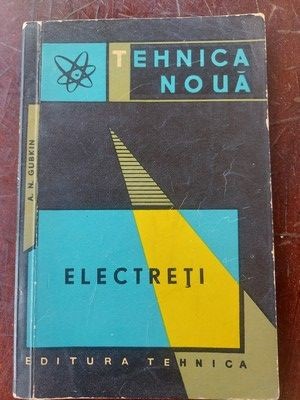 TEHNICA
NOUĂ
A. N. GUBKIN
ELECTREŢI
EDITURA TEHNICA